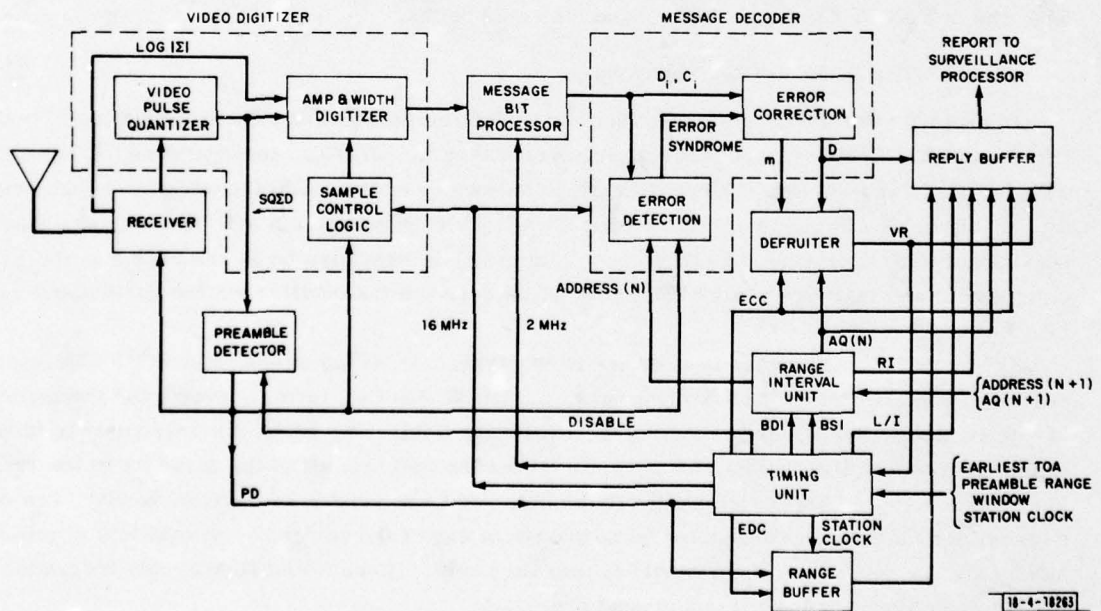 VIDEO DIGITIZER
MESSAGE DECODER
LOG |Σ|
REPORT TO
SURVEILLANCE
PROCESSOR
VIDEO
PULSE
QUANTIZER
AMP & WIDTH
DIGITIZER
MESSAGE
BIT
PROCESSOR
D i, C i
ERROR
CORRECTION
ERROR
SYNDROME
m
D
REPLY BUFFER
RECEIVER
SQΣD
SAMPLE
CONTROL
LOGIC
ERROR
DETECTION
DEFRUITER
VR
ADDRESS (N)
ECC
PREAMBLE
DETECTOR
16 MHz
2 MHz
AQ (N)
RANGE
INTERVAL
UNIT
RI
ADDRESS (N + 1)
AQ (N + 1)
DISABLE
BDI
BSI
L/I
PD
TIMING
UNIT
EARLIEST TOA
PREAMBLE RANGE
WINDOW
STATION CLOCK
EDC
STATION
CLOCK
RANGE
BUFFER
18-4-18263